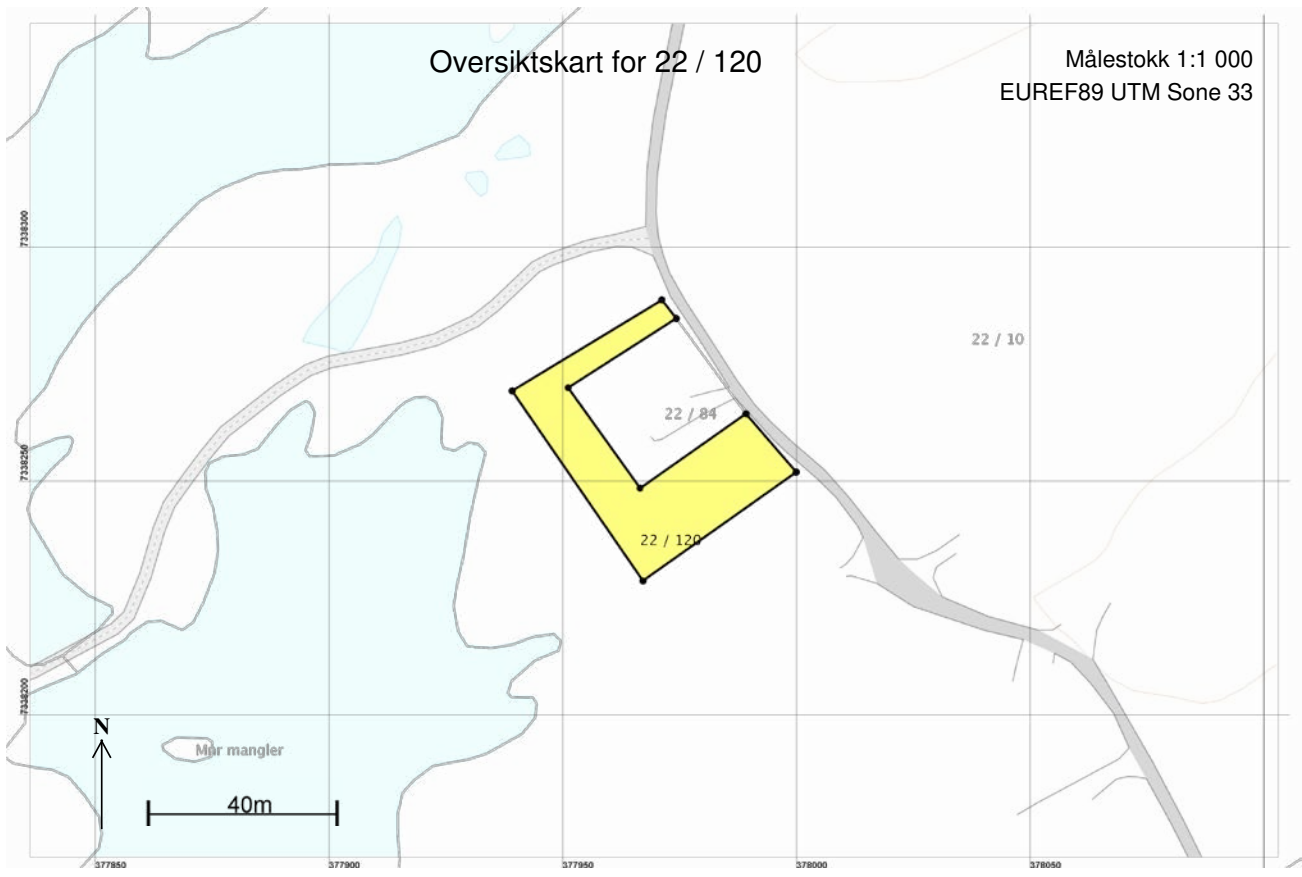 Oversiktskart for 22 / 120
Målestokk 1:1 000
EUREF89 UTM Sone 33
7338300
22 / 10
22 / 84
7338250
22 / 120
7338200
N
Mnr mangler
40m
377850
377900
377950
378000
378050